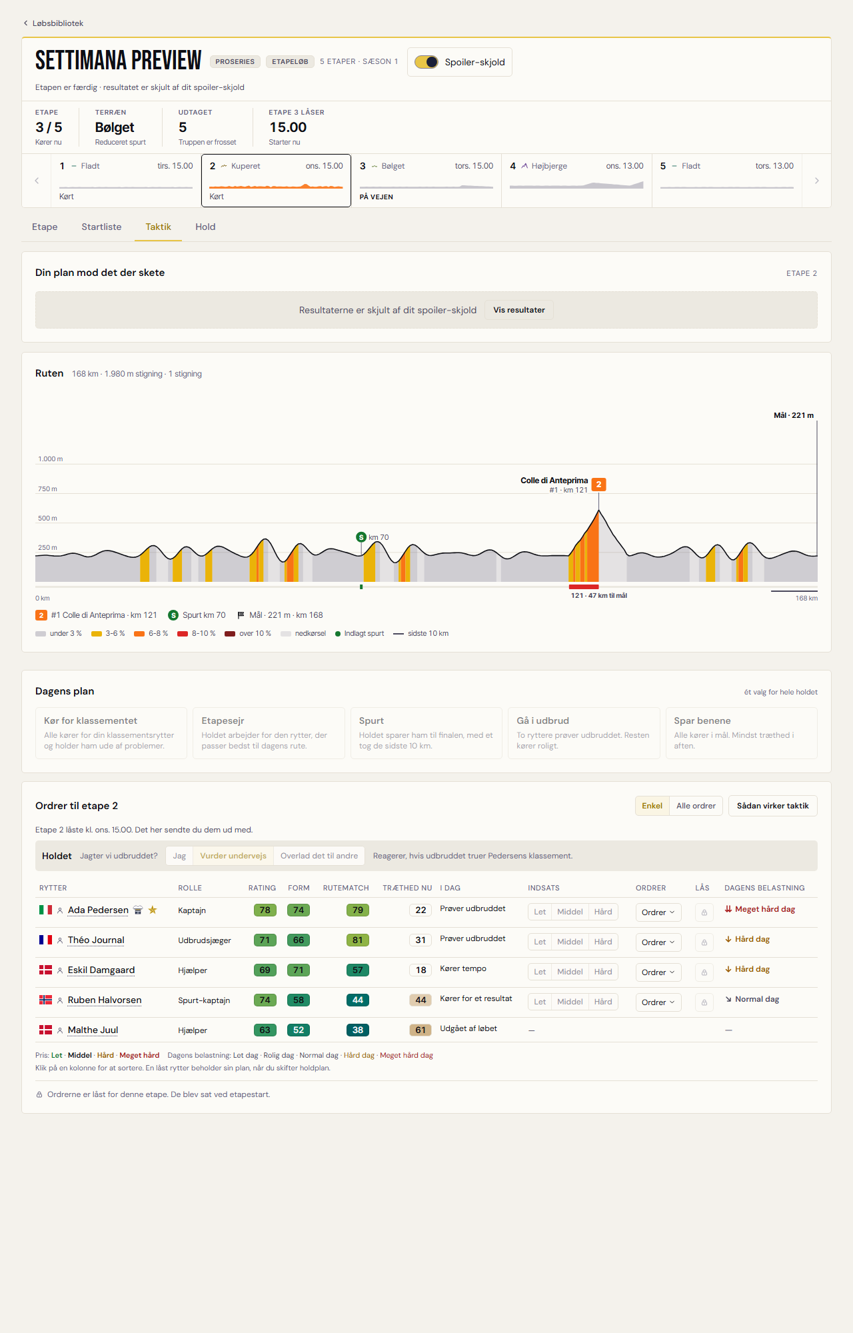 Løbsbibliotek
SETTIMANA PREVIEW PROSERIES ETAPELØB 5 ETAPER · SÆSON 1 Spoiler-skjold
Etapen er færdig · resultatet er skjult af dit spoiler-skjold
ETAPE TERRÆN UDTAGET ETAPE 3 LÅSER
3 / 5 Bølget 5 15.00
Kører nu Reduceret spurt Truppen er frosset Starter nu
1 Fladt tirs. 15.00 2 Kuperet ons. 15.00 3 Bølget tors. 15.00 4 Højbjerge ons. 13.00 5 Fladt tors. 13.00
Kørt Kørt PÅ VEJEN
Etape Startliste Taktik Hold
Din plan mod det der skete ETAPE 2
Resultaterne er skjult af dit spoiler-skjold Vis resultater
Ruten 168 km · 1.980 m stigning · 1 stigning
Mål · 221 m
1.000 m
750 m
500 m
250 m
Colle di Anteprima 2
#1 · km 121
S km 70
121 · 47 km til mål
0 km 168 km
2 #1 Colle di Anteprima · km 121 S Spurt km 70 Mål · 221 m · km 168
under 3 % 3-6 % 6-8 % 8-10 % over 10 % nedkørsel Indlagt spurt sidste 10 km
Dagens plan ét valg for hele holdet
Kør for klassementet Etapesejr Spurt Gå i udbrud Spar benene
Alle kører for din klassementsrytter Holdet arbejder for den rytter, der Holdet sparer ham til finalen, med et To ryttere prøver udbruddet. Resten Alle kører i mål. Mindst træthed i
og holder ham ude af problemer. passer bedst til dagens rute. tog de sidste 10 km. kører roligt. aften.
Ordrer til etape 2 Enkel Alle ordrer Sådan virker taktik
Etape 2 låste kl. ons. 15.00. Det her sendte du dem ud med.
Holdet Jagter vi udbruddet? Jag Vurder undervejs Overlad det til andre Reagerer, hvis udbruddet truer Pedersens klassement.
RYTTER ROLLE RATING FORM RUTEMATCH TRÆTHED NU I DAG INDSATS ORDRER LÅS DAGENS BELASTNING
Ada Pedersen Kaptajn 78 74 79 22 Prøver udbruddet Let Middel Hård Ordrer Meget hård dag
Théo Journal Udbrudsjæger 71 66 81 31 Prøver udbruddet Let Middel Hård Ordrer Hård dag
Eskil Damgaard Hjælper 69 71 57 18 Kører tempo Let Middel Hård Ordrer Hård dag
Ruben Halvorsen Spurt-kaptajn 74 58 44 44 Kører for et resultat Let Middel Hård Ordrer Normal dag
Malthe Juul Hjælper 63 52 38 61 Udgået af løbet — —
Pris: Let · Middel · Hård · Meget hård Dagens belastning: Let dag · Rolig dag · Normal dag · Hård dag · Meget hård dag
Klik på en kolonne for at sortere. En låst rytter beholder sin plan, når du skifter holdplan.
Ordrerne er låst for denne etape. De blev sat ved etapestart.